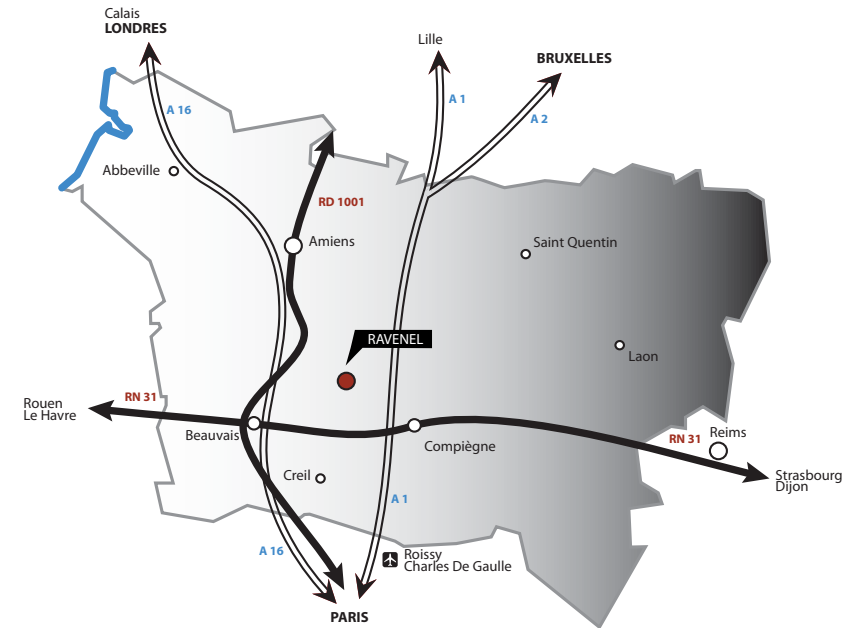 Calais
LONDRES
Lille
BRUXELLES
A 16
A 1
A 2
Abbeville
RD 1001
Amiens
Saint Quentin
RAVENEL
Laon
RN 31
Rouen
Le Havre
Beauvais
Compiègne
Reims
RN 31
Creil
Strasbourg
Dijon
A 1
A 16
Roissy
Charles De Gaulle
PARIS